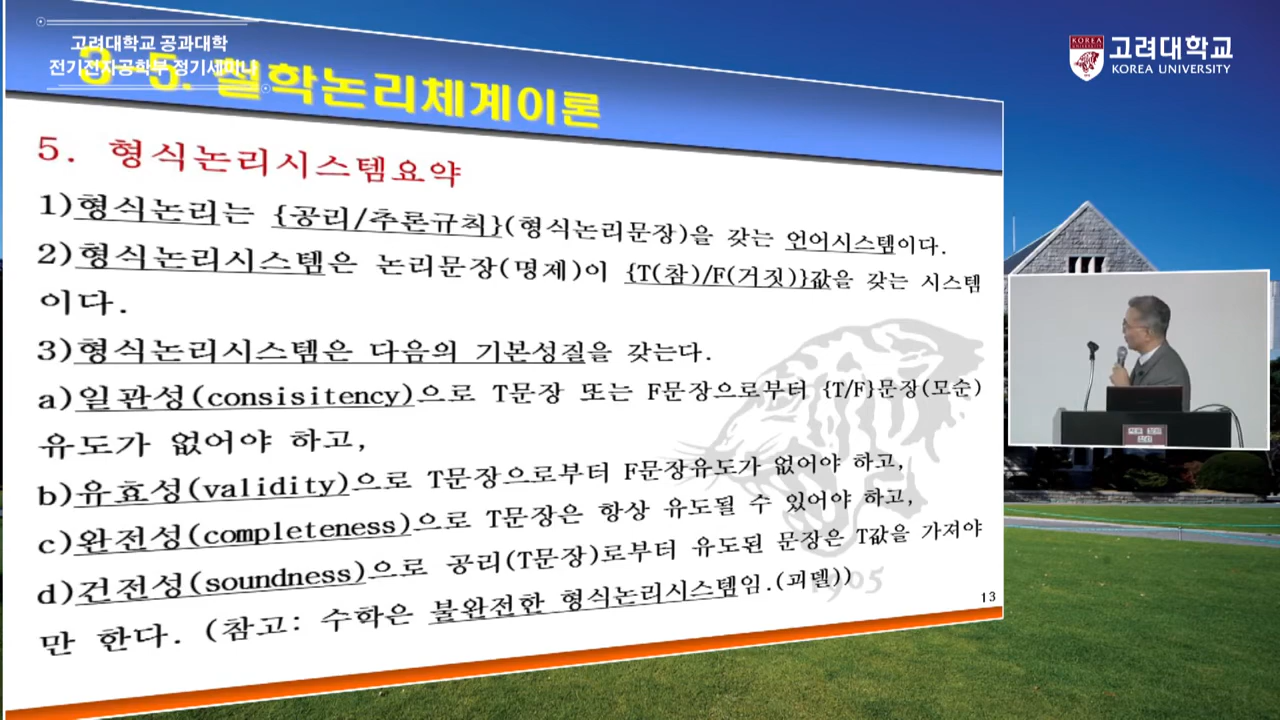 고려대학교 공과대학
전기전자공학부 정기세미나
3-5. 철학논리체계이론
고려대학교
KOREA UNIVERSITY
5. 형식논리시스템요약
1)형식논리는 {공리/추론규칙}(형식논리문장)을 갖는 언어시스템이다.
2)형식논리시스템은 논리문장(명제)이 {T(참)/F(거짓)}값을 갖는 시스템
이다.
3)형식논리시스템은 다음의 기본성질을 갖는다.
a)일관성(consisitency)으로 T문장 또는 F문장으로부터 {T/F}문장(모순)
유도가 없어야 하고,
b)유효성(validity)으로 T문장으로부터 F문장유도가 없어야 하고,
c)완전성(completeness)으로 T문장은 항상 유도될 수 있어야 하고,
d)건전성(soundness)으로 공리(T문장)로부터 유도된 문장은 T값을 가져야
만 한다. (참고: 수학은 불완전한 형식논리시스템임.(괴델))
1905
13
KOREA